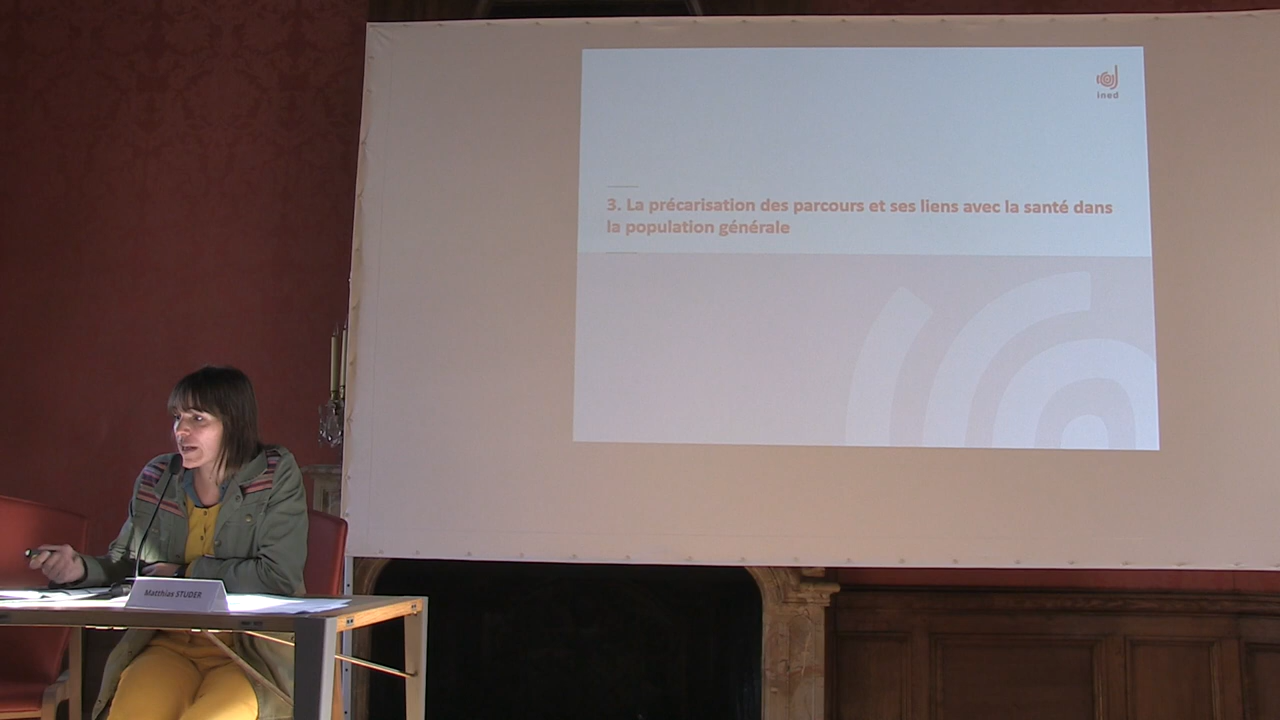 ined
3. La précarisation des parcours et ses liens avec la santé dans
la population générale
Matthias STUDER